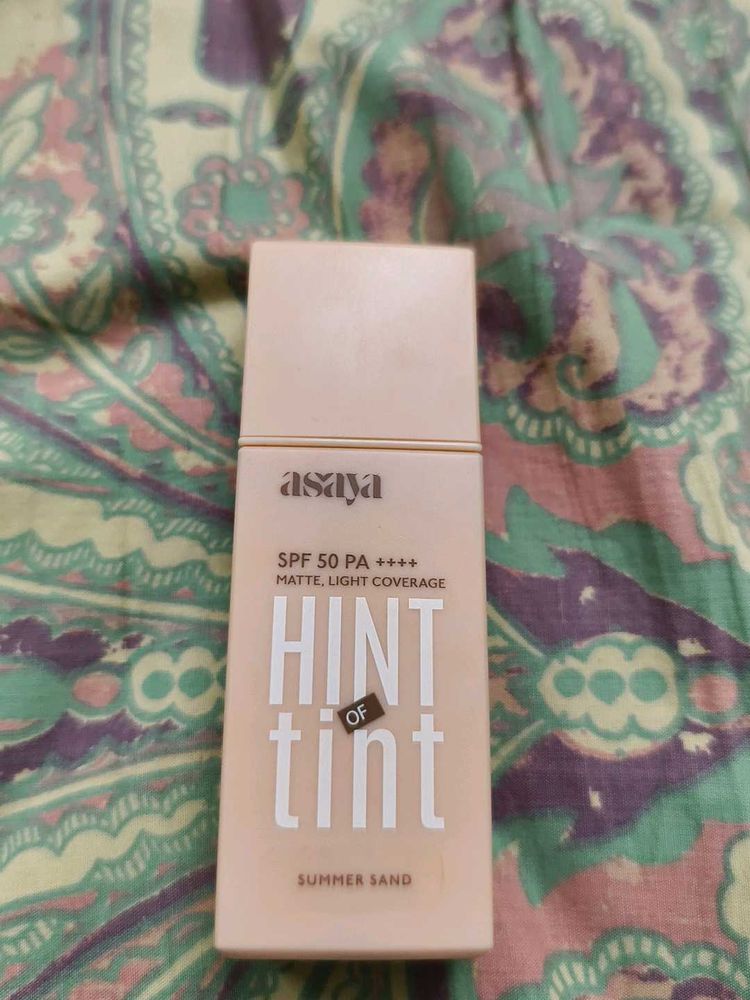 asaya
SPF 50 PA ++++
MATTE, LIGHT COVERAGE
HINT
OF
tint
SUMMER SAND